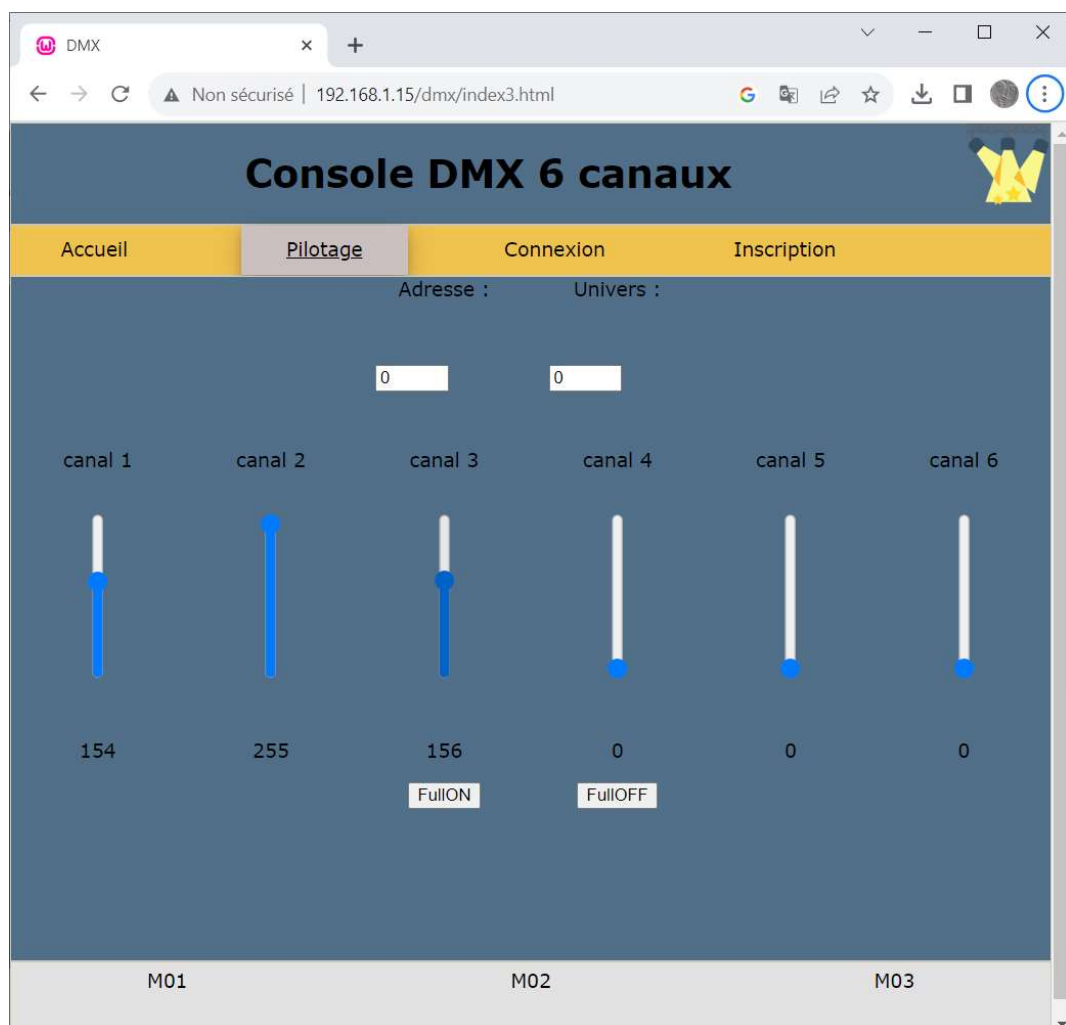 DMX
Non sécurisé | 192.168.1.15/dmx/index3.html
Console DMX 6 canaux
Accueil Pilotage Connexion Inscription
Adresse : Univers :
0 0
canal 1 canal 2 canal 3 canal 4 canal 5 canal 6
154 255 156 0 0 0
FullON FullOFF
M01 M02 M03